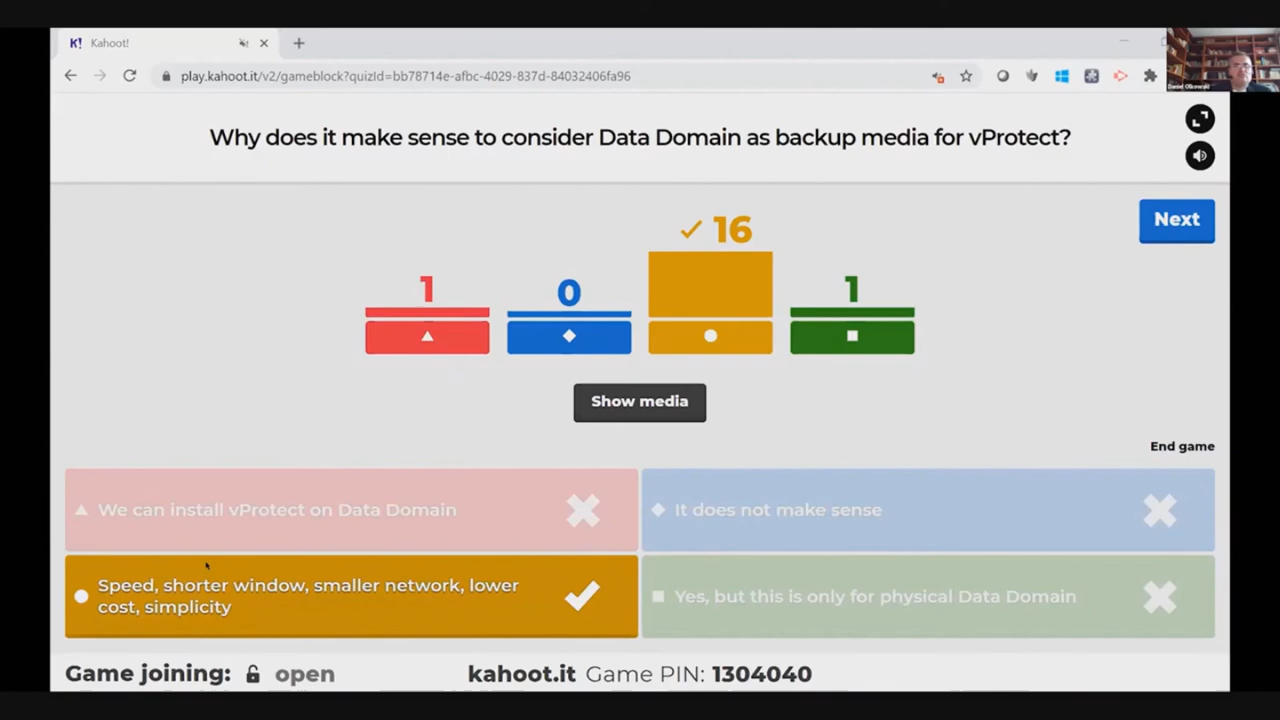 K! Kahoot!
play.kahoot.it/v2/gameblock?quizId=bb78714e-afbc-4029-837d-84032406fa96
Daniel Olkowski
Why does it make sense to consider Data Domain as backup media for vProtect?
Next
1
0
16
1
Show media
End game
We can install vProtect on Data Domain
It does not make sense
Speed, shorter window, smaller network, lower
cost, simplicity
Yes, but this is only for physical Data Domain
Game joining: open
kahoot.it Game PIN: 1304040